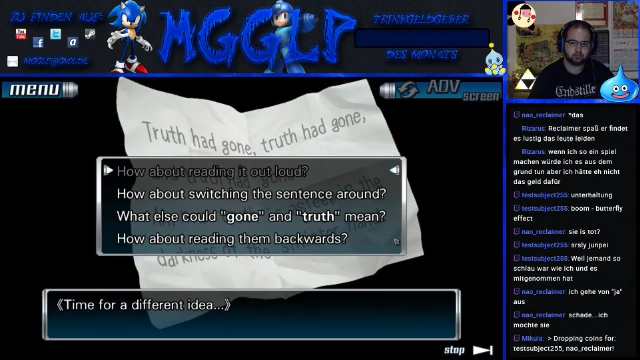 ZU FINDEN AUF:
MGGLP@GMX.DE
MGGLP
TRINKGELDGEBER
DES MONATS
menu
ADV
screen
Truth had gone, truth had gone,
How about reading it out loud?
How about switching the sentence around?
What else could "gone" and "truth" mean?
How about reading them backwards?
darkness of the
《Time for a different idea...》
stop
Endstille
nao_reclaimer: *das
Rizarus: Reclaimer spaß er findet
es lustig das leute leiden
Rizarus: wenn ich so ein spiel
machen würde ich es aus dem
grund tun aber ich hätte eh nicht
das geld dafür
testsubject255: unterhaltung
testsubject255: boom - butterfly
effect
nao_reclaimer: sie is tot?
testsubject255: arsly junpei
testsubject255: Weil jemand so
schlau war wie ich und es
mitgenommen hat
nao_reclaimer: ich gehe von "ja"
aus
nao_reclaimer: schade...ich
mochte sie
Mikula: > Dropping coins for:
testsubject255, nao_reclaimer!